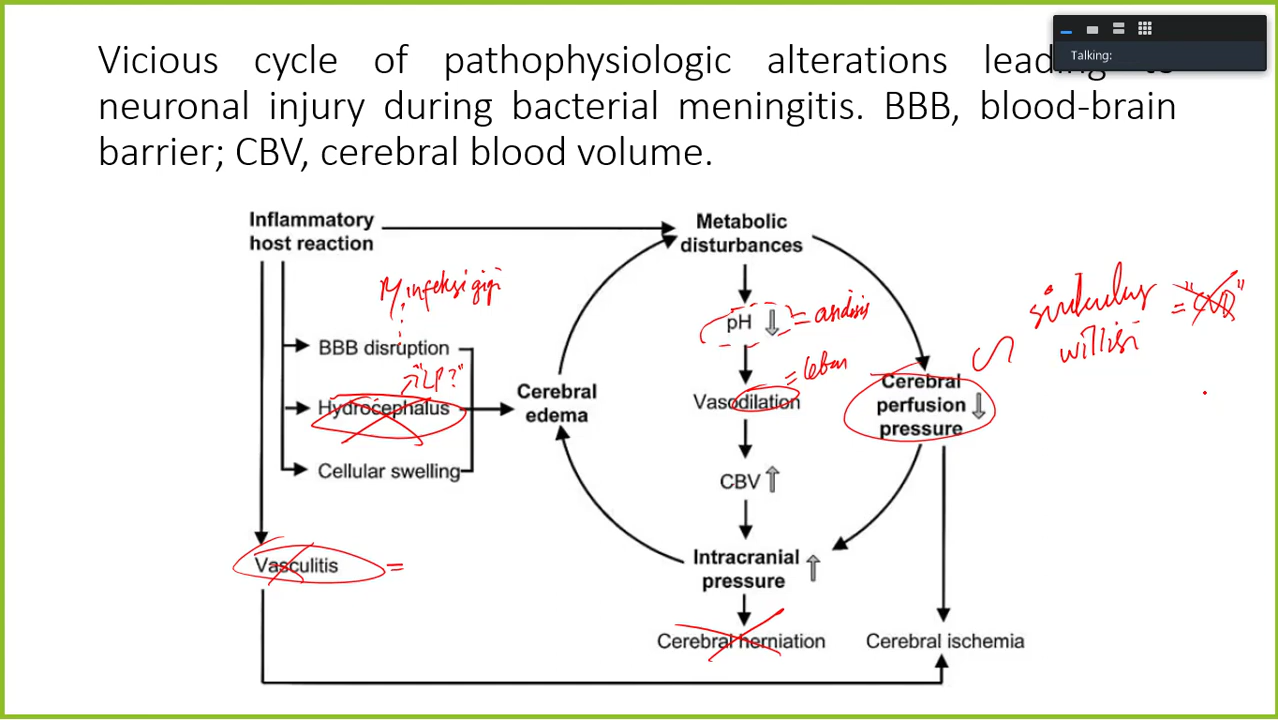 Vicious cycle of pathophysiologic alterations leading to
neuronal injury during bacterial meningitis. BBB, blood-brain
barrier; CBV, cerebral blood volume.
Talking:
Inflammatory
host reaction
Metabolic
disturbances
infeksi gigi
pH
= asidosis
sirkulus
willisi
BBB disruption
"LP?"
Hydrocephalus
Cellular swelling
Cerebral
edema
= lebar
Vasodilation
Cerebral
perfusion
pressure
CBV
Vasculitis =
Intracranial
pressure
Cerebral herniation
Cerebral ischemia